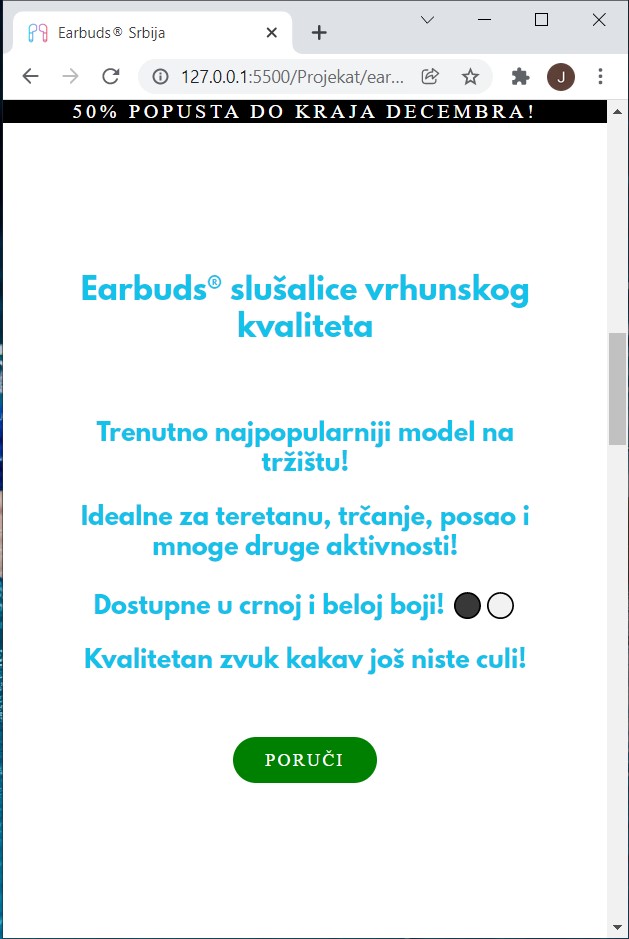 Earbuds® Srbija
127.0.0.1:5500/Projekat/ear...
J
50% POPUSTA DO KRAJA DECEMBRA!
Earbuds® slušalice vrhunskog
kvaliteta
Trenutno najpopularniji model na
tržištu!
Idealne za teretanu, trčanje, posao i
mnoge druge aktivnosti!
Dostupne u crnoj i beloj boji!
Kvalitetan zvuk kakav još niste culi!
PORUČI